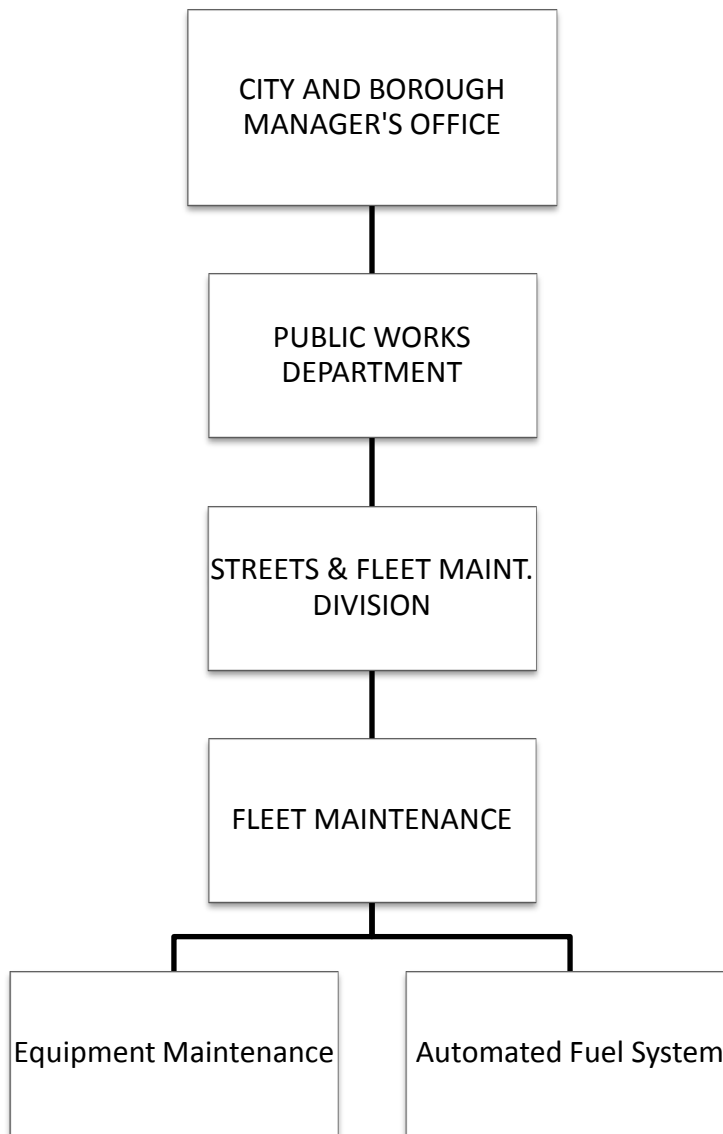 CITY AND BOROUGH
MANAGER'S OFFICE
PUBLIC WORKS
DEPARTMENT
STREETS & FLEET MAINT.
DIVISION
FLEET MAINTENANCE
Equipment Maintenance
Automated Fuel System